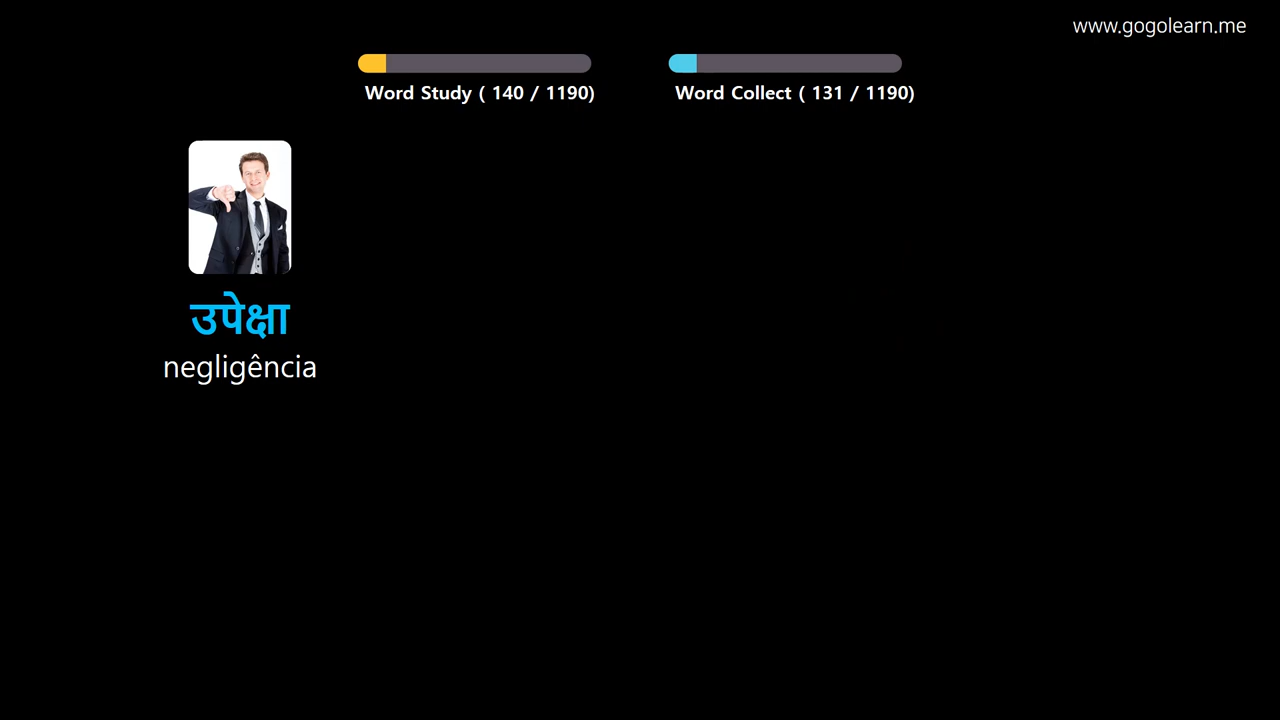 www.gogolearn.me
Word Study ( 140 / 1190)
Word Collect ( 131 / 1190)
उपेक्षा
negligência